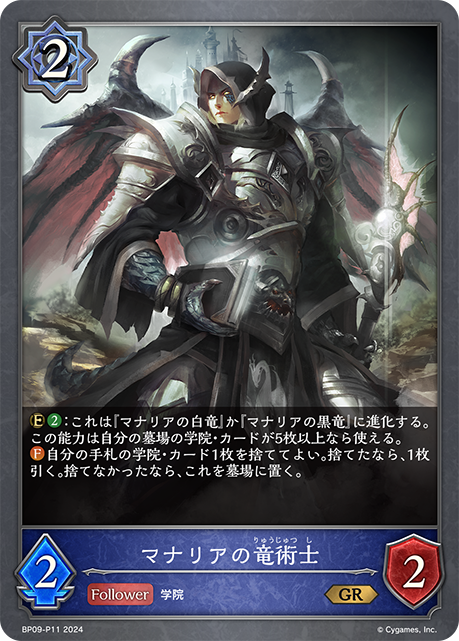 2
E 2：これは『マナリアの白竜』か『マナリアの黒竜』に進化する。
この能力は自分の墓場の学院・カードが5枚以上なら使える。
F 自分の手札の学院・カード1枚を捨ててよい。捨てたなら、1枚
引く。捨てなかったなら、これを墓場に置く。
りゅうじゅつ し
マナリアの竜術士
2 Follower 学院 GR 2
BP09-P11 2024 © Cygames, Inc.